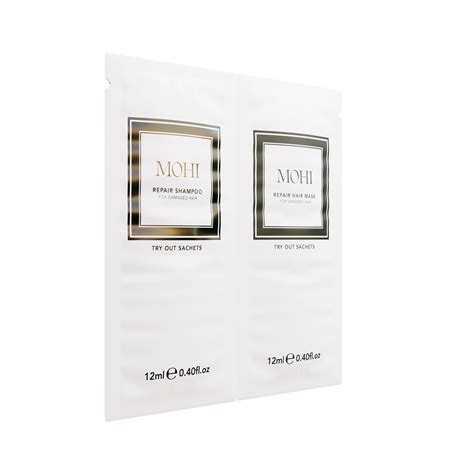 MOHI
REPAIR SHAMPOO
FOR DAMAGED HAIR
TRY OUT SACHETS
12ml e 0.40fl.oz
MOHI
REPAIR HAIR MASK
FOR DAMAGED HAIR
TRY OUT SACHETS
12ml e 0.40fl.oz